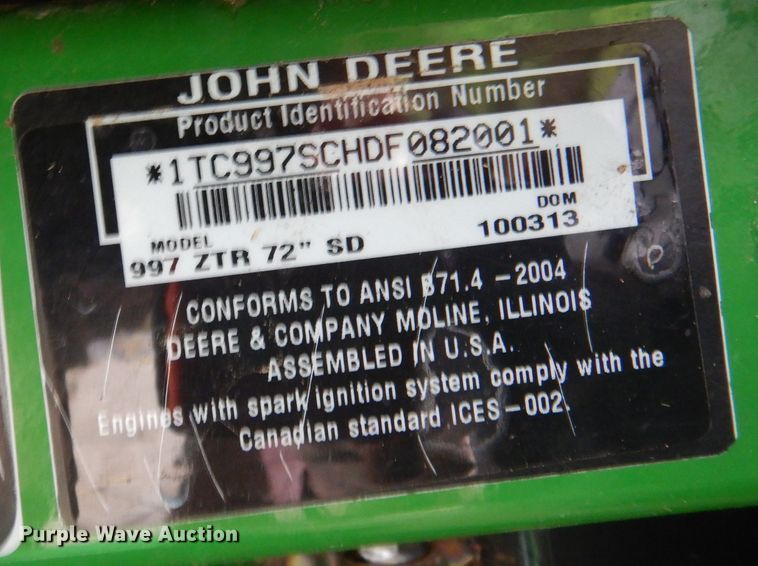 JOHN DEERE
Product Identification Number
*1TC997SCHDF082001*
MODEL DOM
997 ZTR 72" SD 100313
CONFORMS TO ANSI B71.4 - 2004
DEERE & COMPANY MOLINE, ILLINOIS
ASSEMBLED IN U.S.A.
Engines with spark ignition system comply with the
Canadian standard ICES-002.
P
Purple Wave Auction